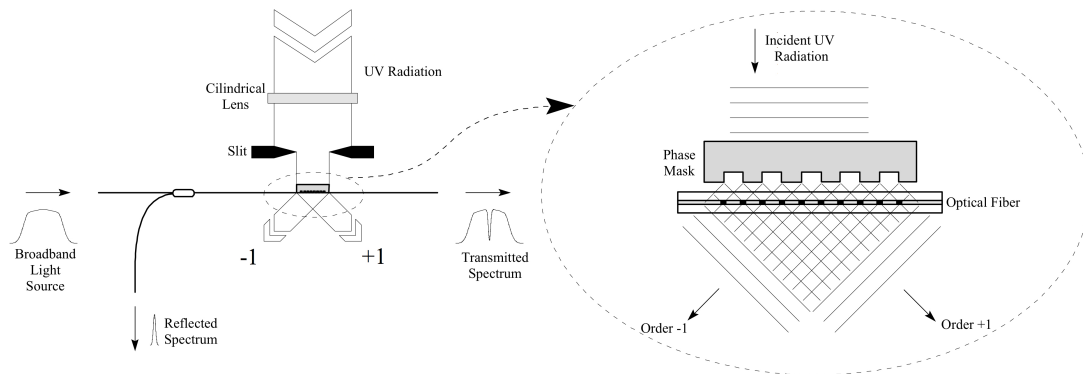 UV Radiation
Cilindrical
Lens
Slit
-1
+1
Broadband
Light
Source
Reflected
Spectrum
Transmitted
Spectrum
Incident UV
Radiation
Phase
Mask
Optical Fiber
Order -1
Order +1